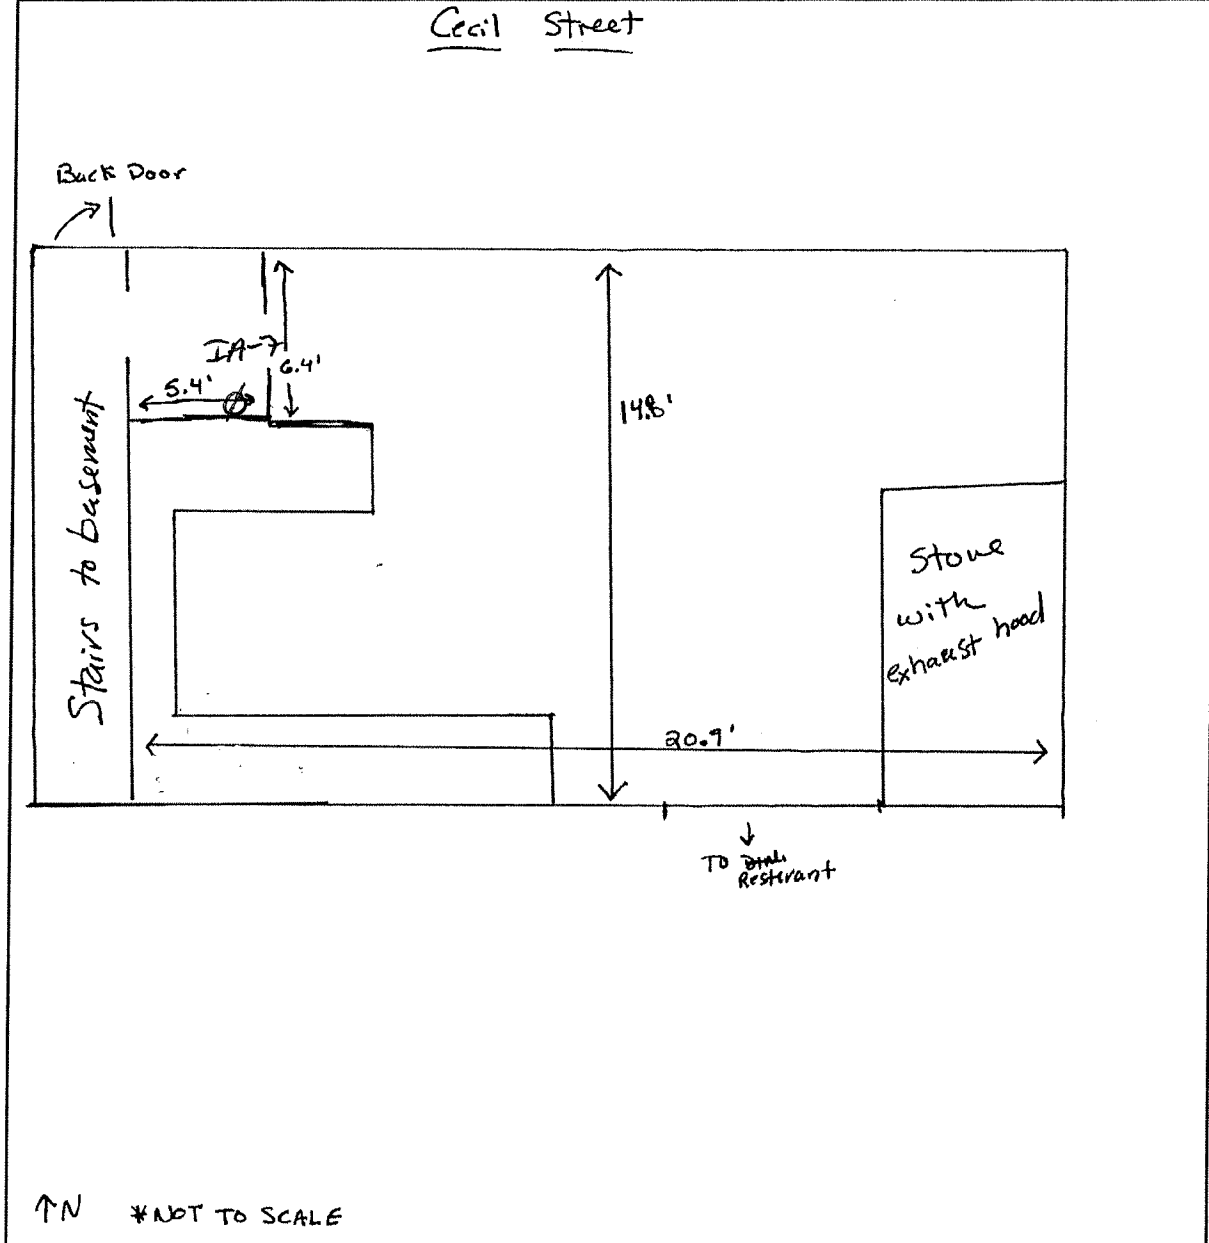 Cecil Street
Back Door
IA-7
6.4'
5.4'
14.8'
Stairs to basement
Stove
with
exhaust hood
20.9'
TO
Resterant
↑N *NOT TO SCALE